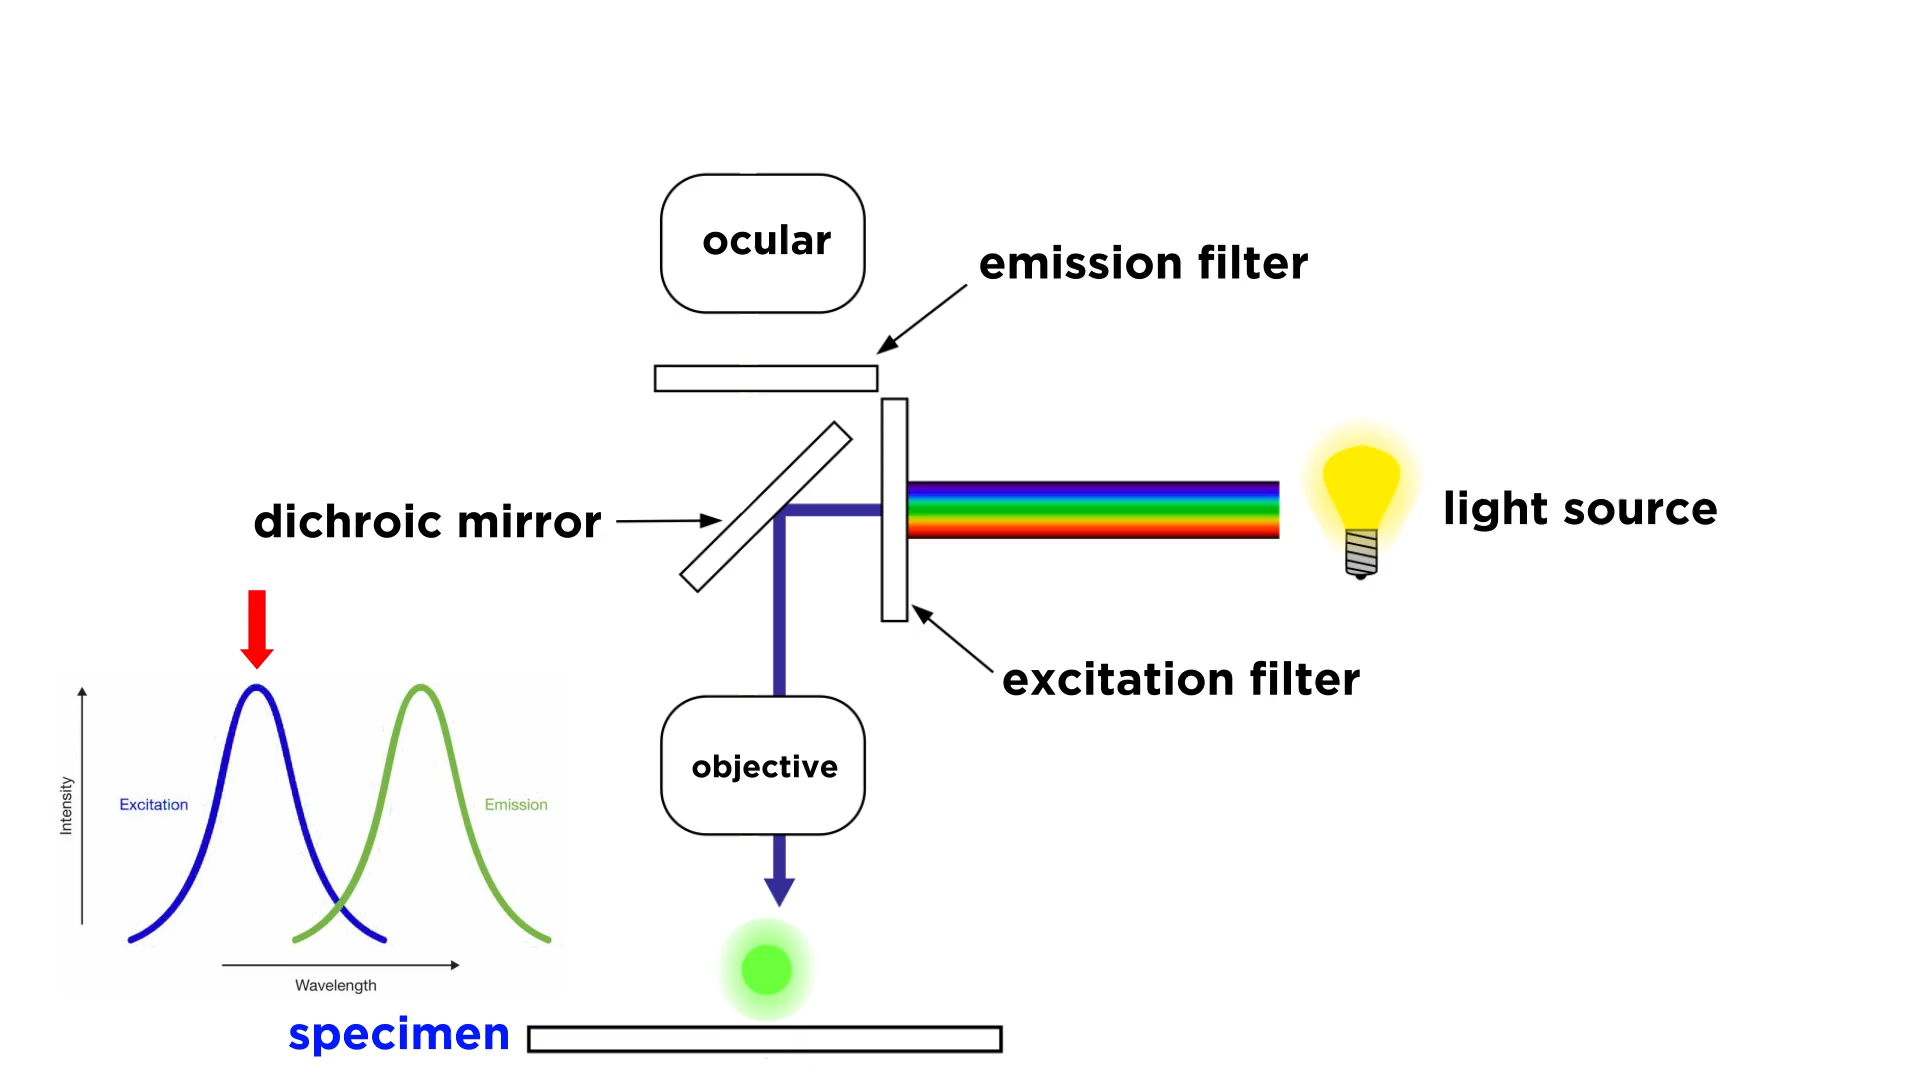 ocular
emission filter
dichroic mirror
light source
excitation filter
objective
Intensity
Excitation
Emission
Wavelength
specimen